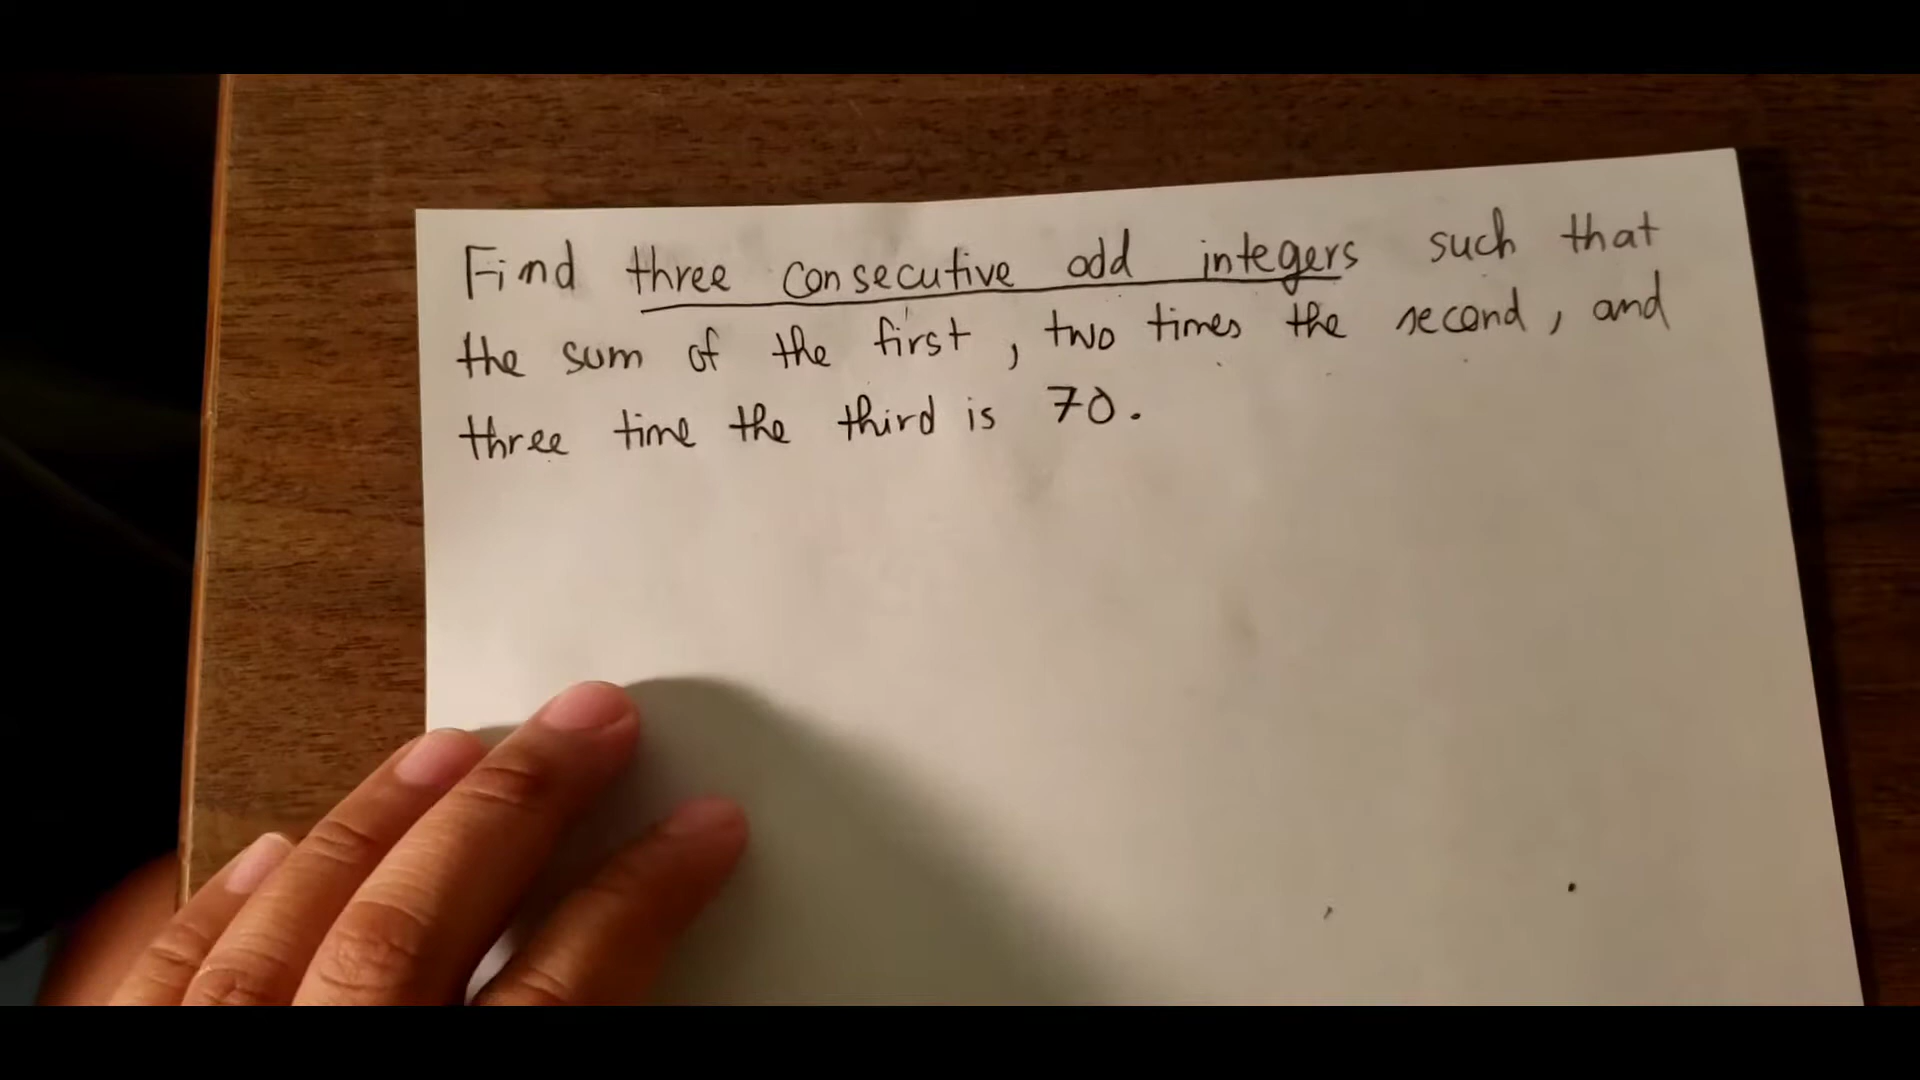 Find three consecutive odd integers such that
the sum of the first, two times the second, and
three time the third is 70.